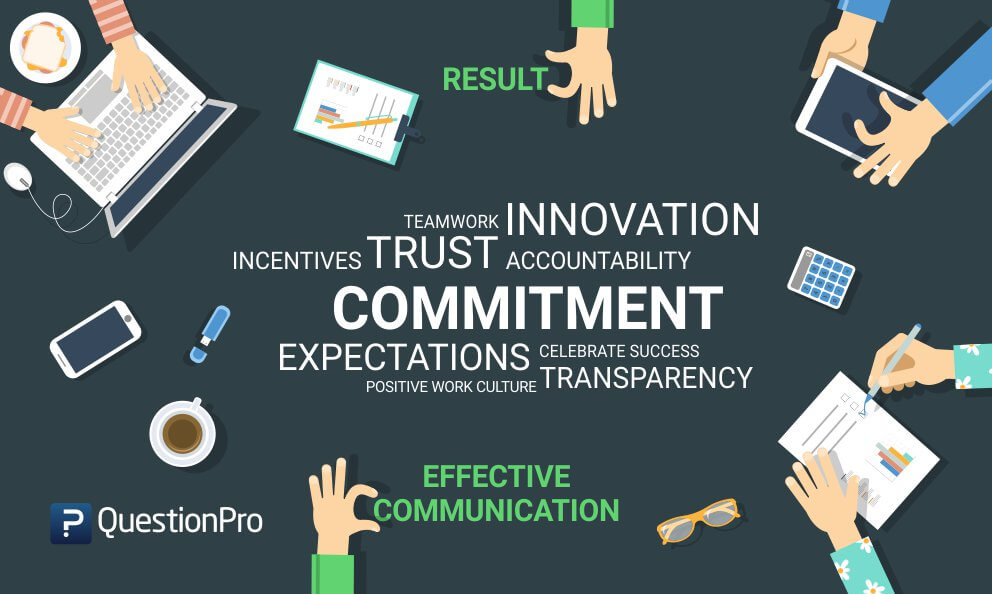 RESULT
TEAMWORK INNOVATION
INCENTIVES TRUST ACCOUNTABILITY
COMMITMENT
EXPECTATIONS CELEBRATE SUCCESS
POSITIVE WORK CULTURE TRANSPARENCY
EFFECTIVE
COMMUNICATION
QuestionPro